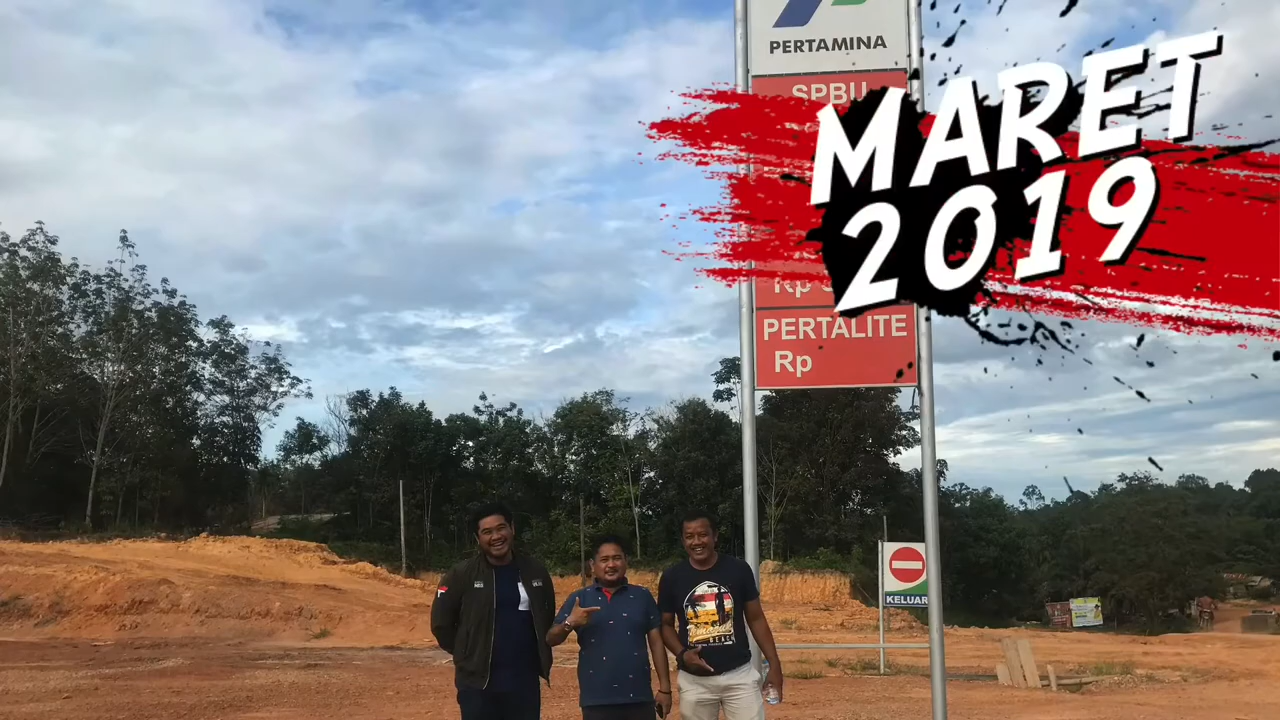 PERTAMINA
SPBU
MARET
2019
Rp
PERTALITE
Rp
KELUAR